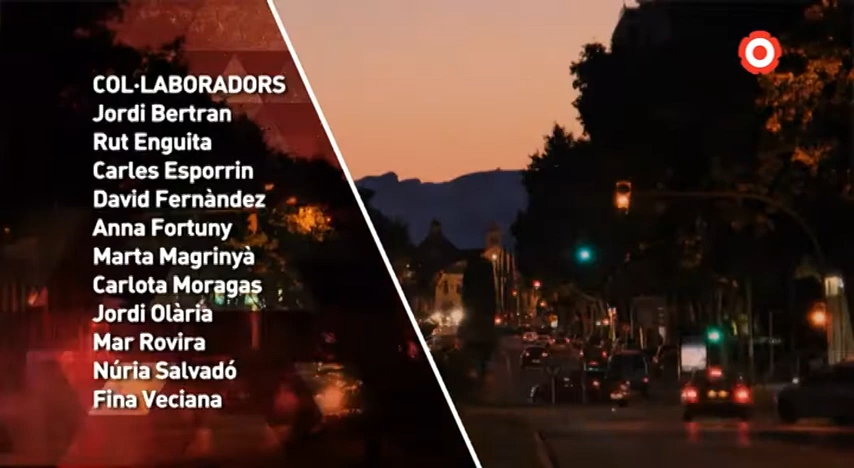 COL·LABORADORS
Jordi Bertran
Rut Enguita
Carles Esporrin
David Fernàndez
Anna Fortuny
Marta Magrinyà
Carlota Moragas
Jordi Olària
Mar Rovira
Núria Salvadó
Fina Veciana